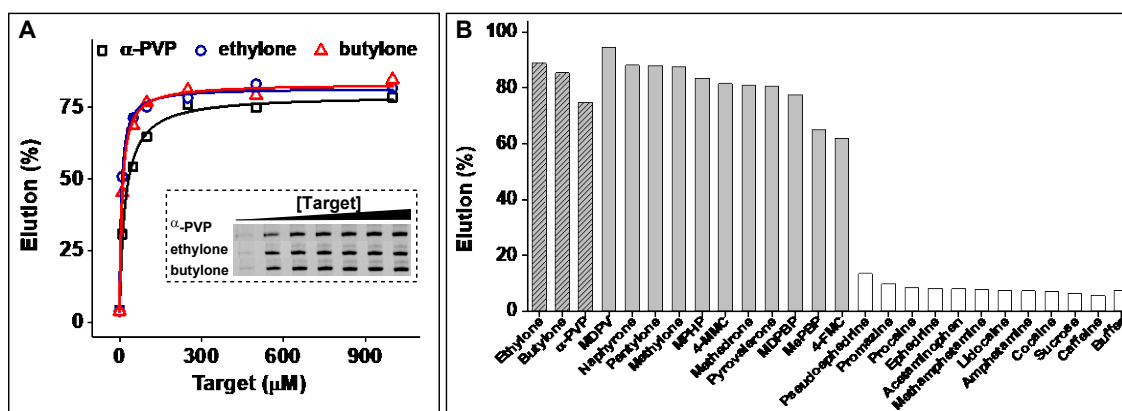 A
α-PVP ethylone butylone
75
50
25
0
Elution (%)
[Target]
α-PVP
ethylone
butylone
0 300 600 900
Target (μM)
B
100
80
60
40
20
0
Elution (%)
Ethylone
Butylone
α-PVP
MDPV
Naphyrone
Pentylone
Methylone
MPHP
4-MMC
Methedrone
Pyrovalerone
MDPBP
MePBP
4-FMC
Pseudoephedrine
Promazine
Procaine
Ephedrine
Acetaminophen
Methamphetamine
Lidocaine
Amphetamine
Cocaine
Sucrose
Caffeine
Buffer